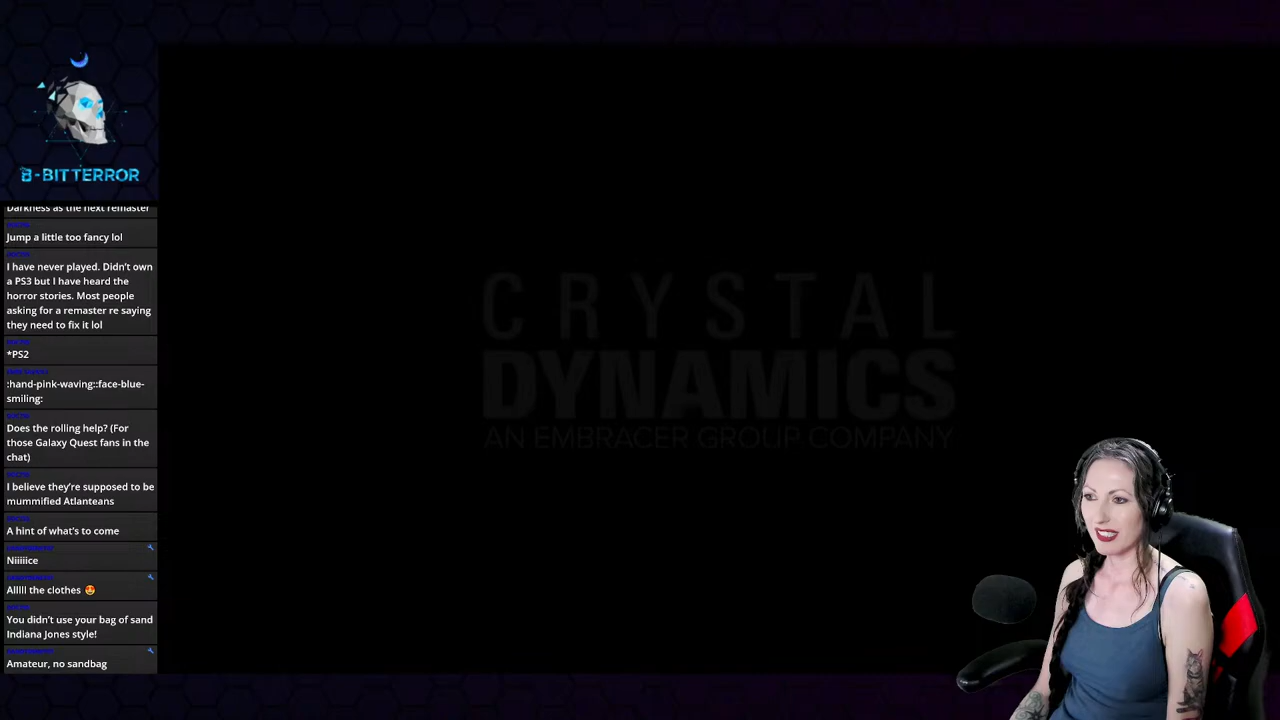 8-BITTERROR
Darkness as the next remaster
Jump a little too fancy lol
I have never played. Didn't own
a PS3 but I have heard the
horror stories. Most people
asking for a remaster re saying
they need to fix it lol
*PS2
:hand-pink-waving::face-blue-
smiling:
Does the rolling help? (For
those Galaxy Quest fans in the
chat)
I believe they're supposed to be
mummified Atlanteans
A hint of what's to come
Niiiiice
Alllll the clothes 😍
You didn't use your bag of sand
Indiana Jones style!
Amateur, no sandbag
CRYSTAL
DYNAMICS
AN EMBRACER GROUP COMPANY